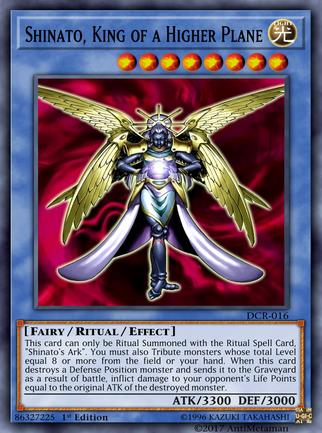 Shinato, King of a Higher Plane
LIGHT
光
DCR-016
[Fairy / Ritual / Effect]
This card can only be Ritual Summoned with the Ritual Spell Card,
"Shinato's Ark". You must also Tribute monsters whose total Level
equal 8 or more from the field or your hand. When this card
destroys a Defense Position monster and sends it to the Graveyard
as a result of battle, inflict damage to your opponent's Life Points
equal to the original ATK of the destroyed monster.
ATK/3300 DEF/3000
86327225 1st Edition ©1996 KAZUKI TAKAHASHI
©2017 AntiMetaman